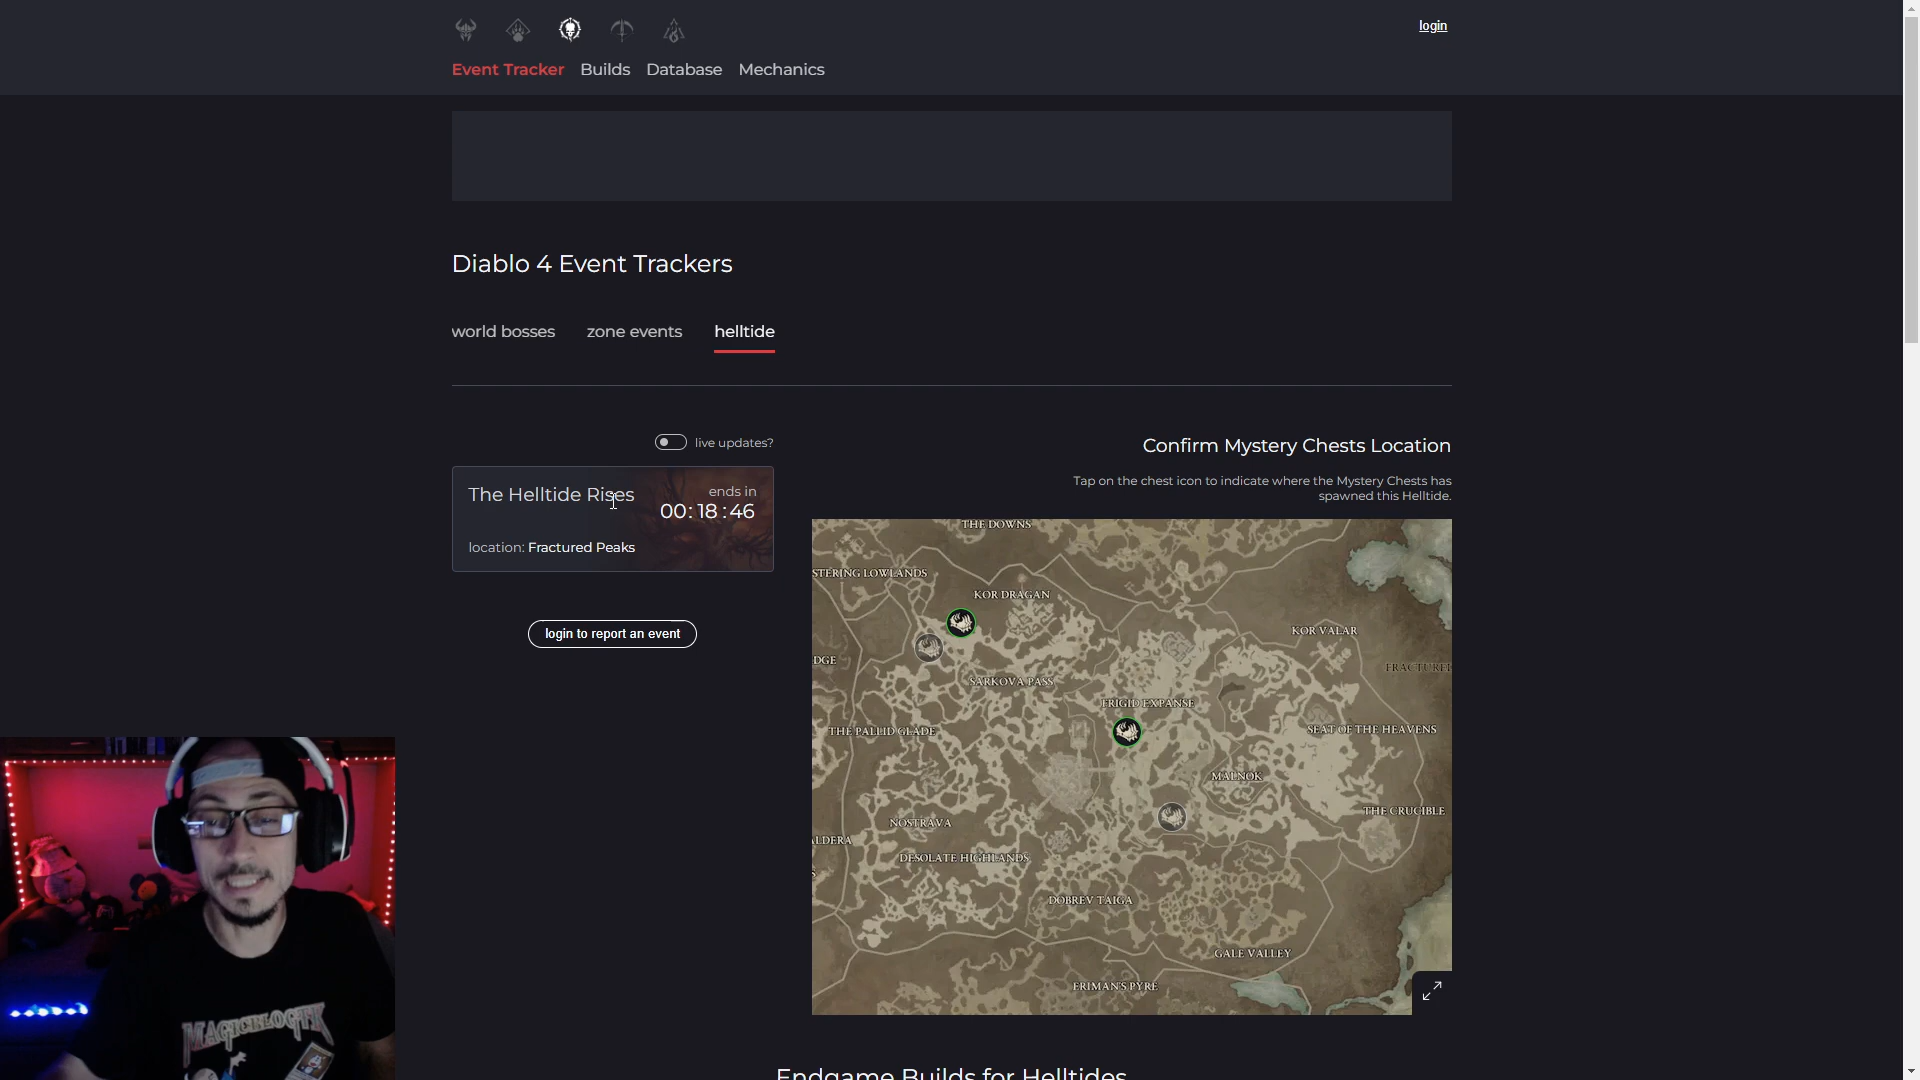 login
Event Tracker Builds Database Mechanics
Diablo 4 Event Trackers
world bosses zone events helltide
live updates?
The Helltide Rises
ends in
00:18:46
location: Fractured Peaks
login to report an event
Confirm Mystery Chests Location
Tap on the chest icon to indicate where the Mystery Chests has
spawned this Helltide.
THE DOWNS
STERING LOWLANDS
KOR DRAGAN
KOR VALAR
DGE
FRACTURED
SARKOVA PASS
FRIGID EXPANSE
THE PALLID GLADE
SEAT OF THE HEAVENS
MALNOK
THE CRUCIBLE
NOSTRAVA
ALDERA
DESOLATE HIGHLANDS
S
DOBREV TAIGA
GALE VALLEY
ERIMAN'S PYRE
Endgame Builds for Helltides